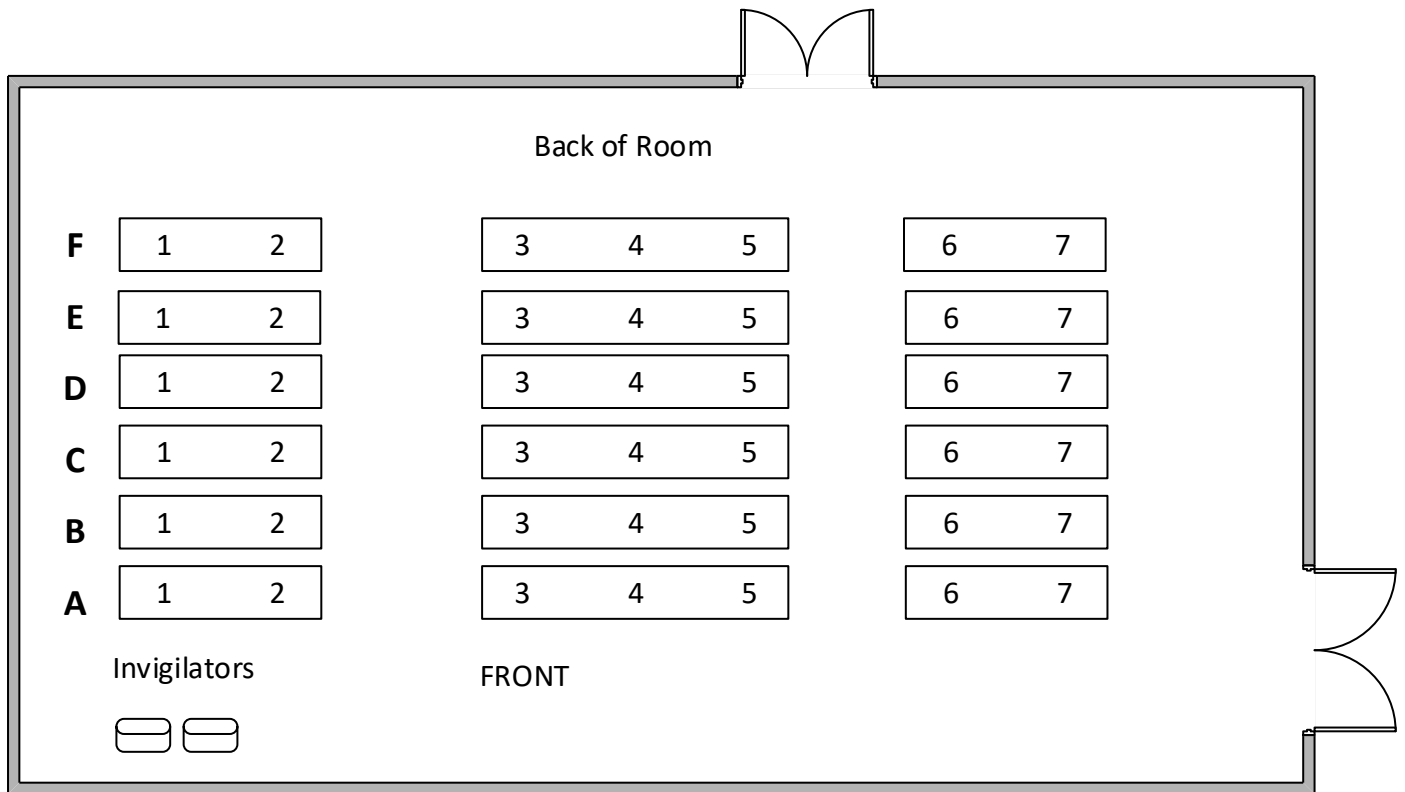 Back of Room
F 1 2 3 4 5 6 7
E 1 2 3 4 5 6 7
D 1 2 3 4 5 6 7
C 1 2 3 4 5 6 7
B 1 2 3 4 5 6 7
A 1 2 3 4 5 6 7
Invigilators
FRONT